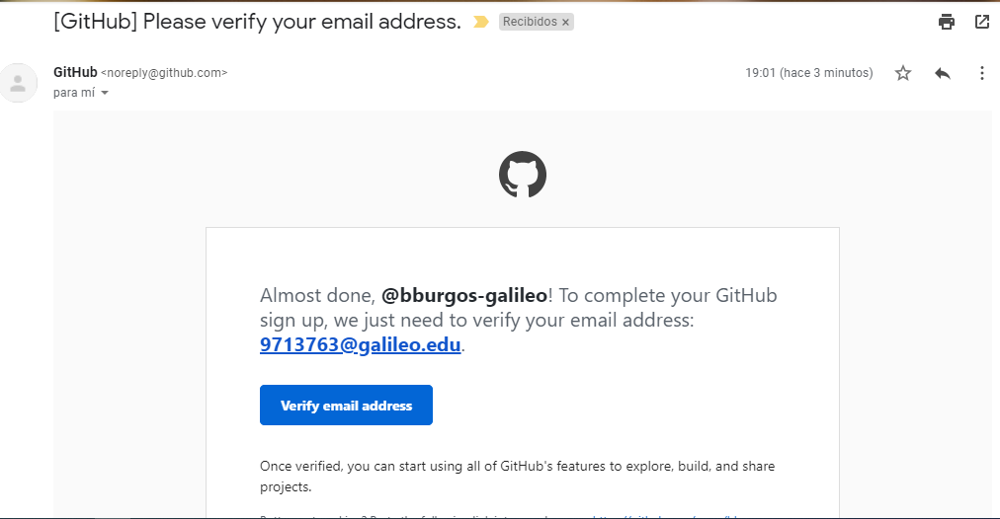 [GitHub] Please verify your email address.
Recibidos ×
GitHub <noreply@github.com>
19:01 (hace 3 minutos)
para mí
Almost done, @bburgos-galileo! To complete your GitHub
sign up, we just need to verify your email address:
9713763@galileo.edu.
Verify email address
Once verified, you can start using all of GitHub's features to explore, build, and share
projects.